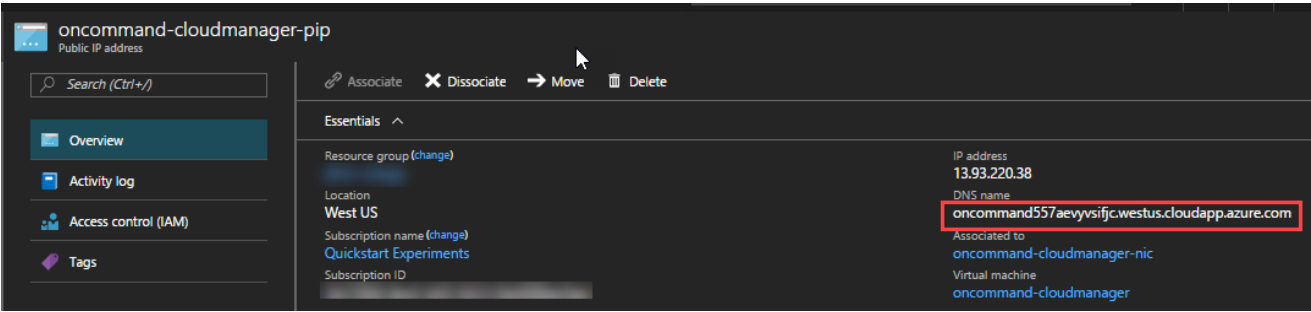 oncommand-cloudmanager-pip
Public IP address
Search (Ctrl+/)
Associate Dissociate Move Delete
Overview
Activity log
Access control (IAM)
Tags
Essentials
Resource group (change)
Location
West US
Subscription name (change)
Quickstart Experiments
Subscription ID
IP address
13.93.220.38
DNS name
oncommand557aevyvsifjc.westus.cloudapp.azure.com
Associated to
oncommand-cloudmanager-nic
Virtual machine
oncommand-cloudmanager